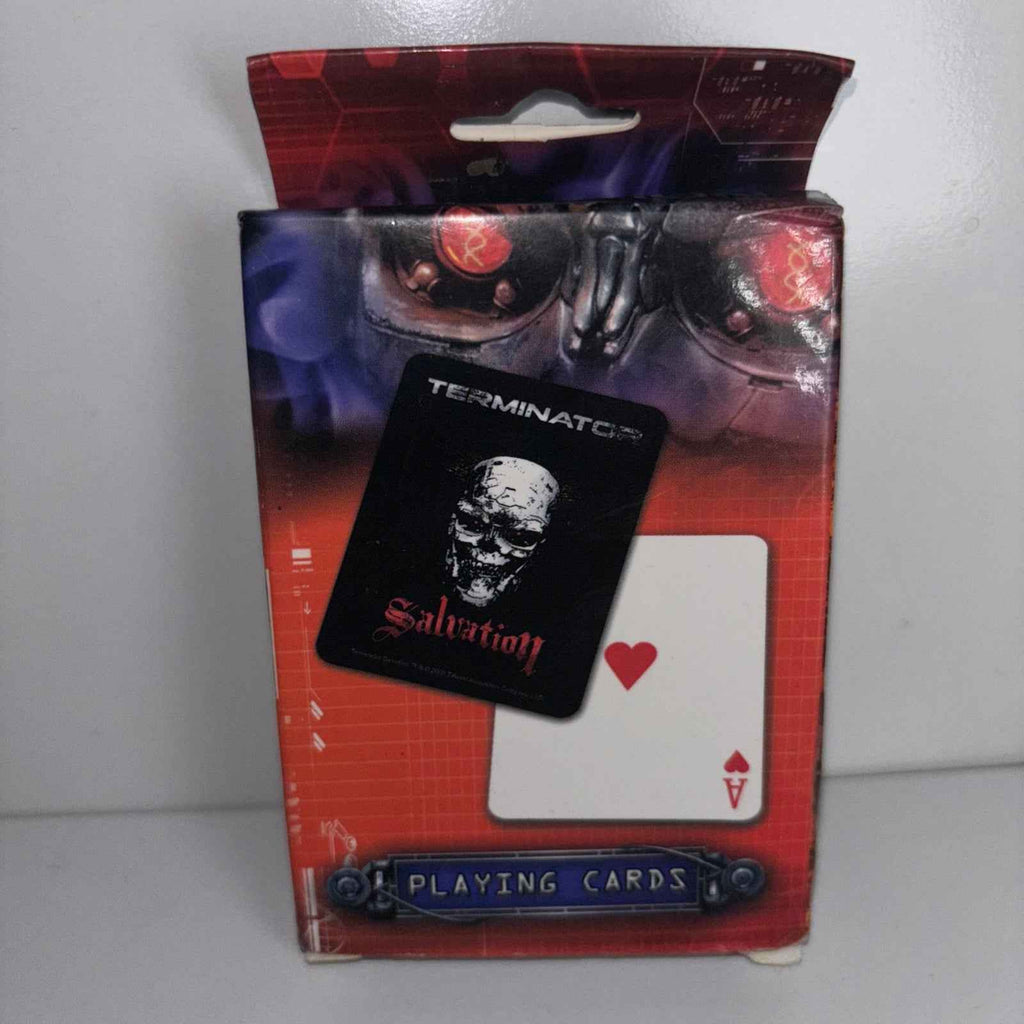 TERMINATOR
Salvation
A
PLAYING CARDS